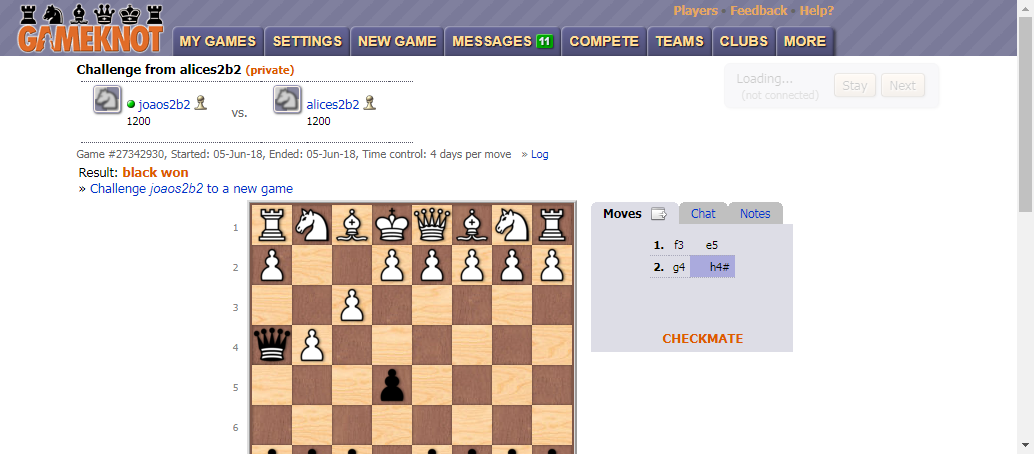 Players · Feedback · Help?
GAMEKNOT
MY GAMES SETTINGS NEW GAME MESSAGES 11 COMPETE TEAMS CLUBS MORE
Challenge from alices2b2 (private)
joaos2b2 vs. alices2b2
1200 1200
Loading...
(not connected)
Stay Next
Game #27342930, Started: 05-Jun-18, Ended: 05-Jun-18, Time control: 4 days per move » Log
Result: black won
» Challenge joaos2b2 to a new game
1
2
3
4
5
6
Moves Chat Notes
1. f3 e5
2. g4 h4#
CHECKMATE